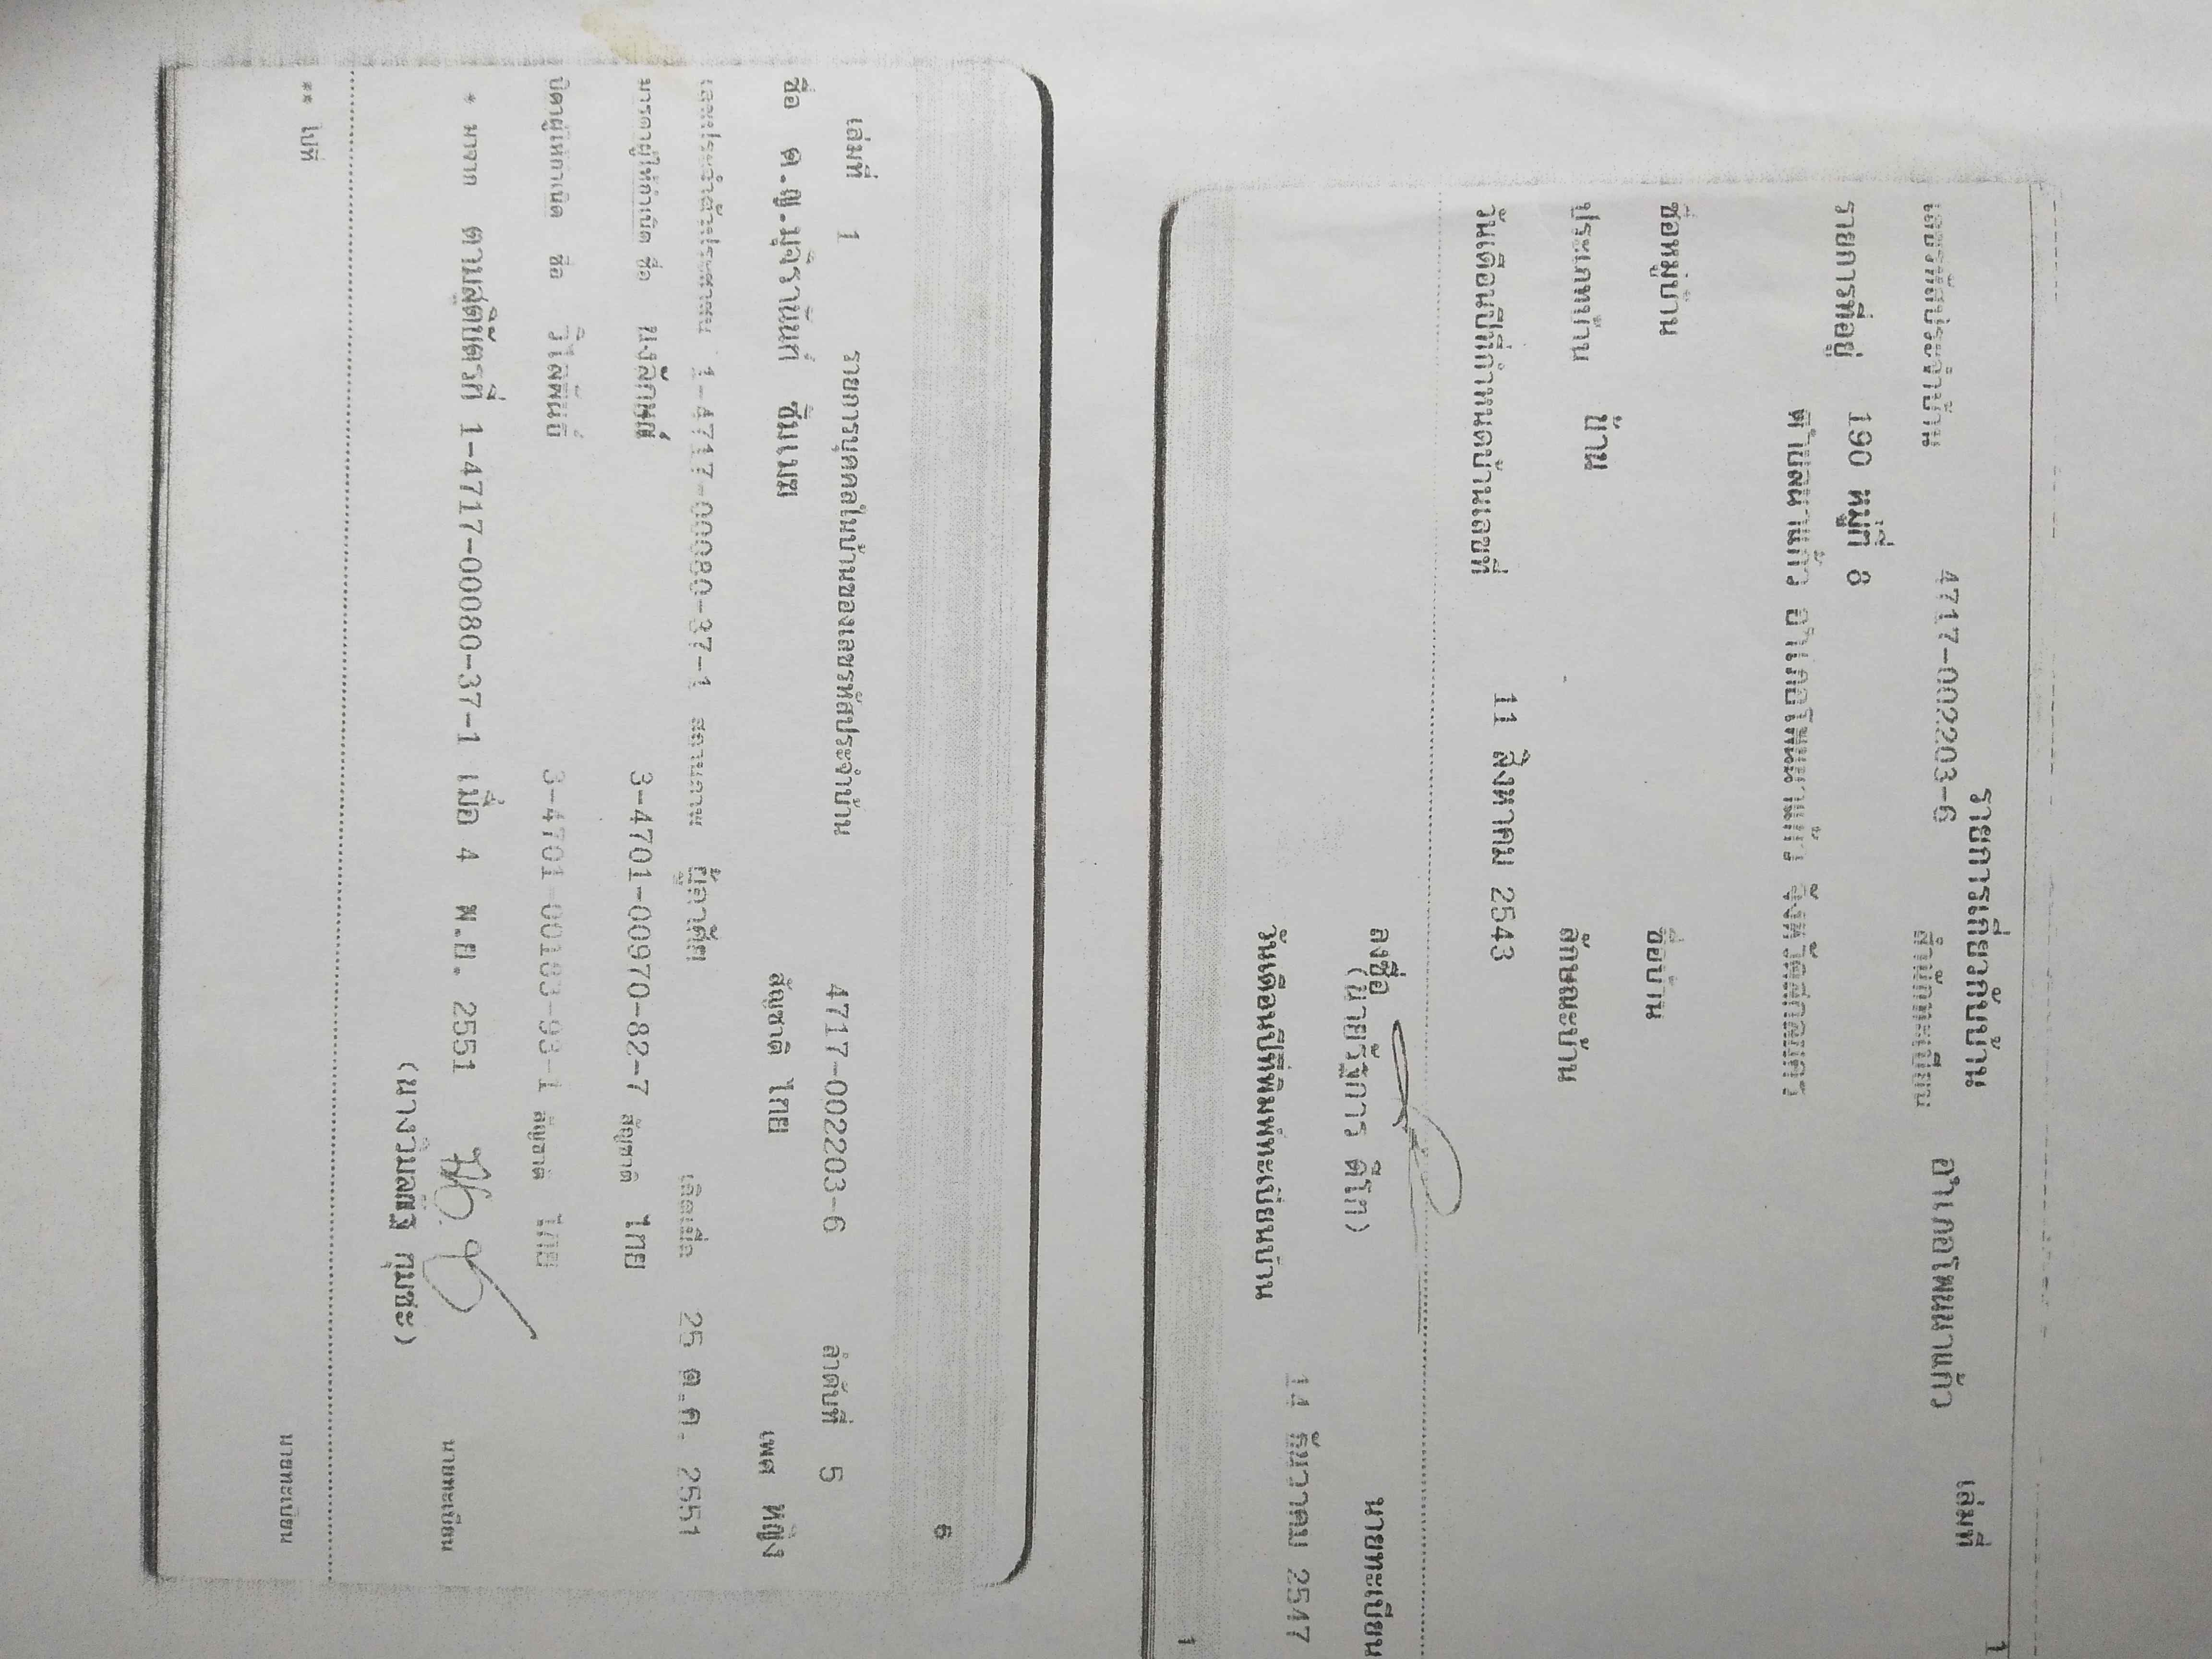 รายการเกี่ยวกับบ้าน เล่มที่ 1
เลขรหัสประจำบ้าน 4717-002203-6 สำนักทะเบียน อำเภอโพนนาแก้ว
รายการที่อยู่ 190 หมู่ที่ 8
ตำบลนาแก้ว อำเภอโพนนาแก้ว จังหวัดสกลนคร
ชื่อหมู่บ้าน ชื่อบ้าน
ประเภทบ้าน บ้าน ลักษณะบ้าน
วันเดือนปีที่กำหนดบ้านเลขที่ 11 สิงหาคม 2543
ลงชื่อ นายทะเบียน
(นายรัฐการ ดีโท)
วันเดือนปีที่พิมพ์ทะเบียนบ้าน 14 ธันวาคม 2547
1
6
เล่มที่ 1 รายการบุคคลในบ้านของเลขรหัสประจำบ้าน 4717-002203-6 ลำดับที่ 5
ชื่อ ด.ญ. ชินเนย สัญชาติ ไทย เพศ หญิง
เลขประจำตัวประชาชน 1-4717-00080-37-1 สถานภาพ ผู้อาศัย เกิดเมื่อ 25 ต.ค. 2551
มารดาผู้ให้กำเนิด ชื่อ นงลักษณ์ 3-4701-00970-82-7 สัญชาติ ไทย
บิดาผู้ให้กำเนิด ชื่อ วิไลพันธ์ 3-4701-00183-93-1 สัญชาติ ไทย
* มาจาก ตามสูติบัตรที่ 1-4717-00080-37-1 เมื่อ 4 พ.ย. 2551 นายทะเบียน
(นางวิมลทิฐ กุมชะ)
** ไปที่ นายทะเบียน